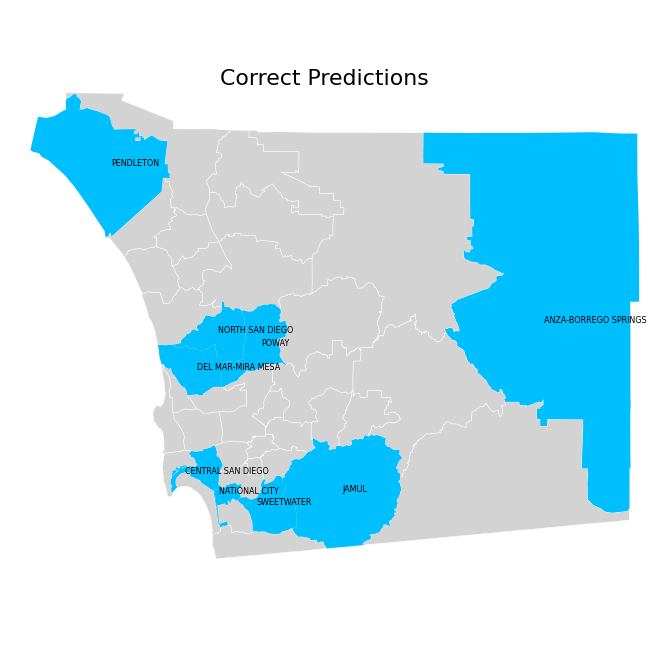 Correct Predictions
PENDLETON
ANZA-BORREGO SPRINGS
NORTH SAN DIEGO
POWAY
DEL MAR-MIRA MESA
CENTRAL SAN DIEGO
JAMUL
NATIONAL CITY
SWEETWATER